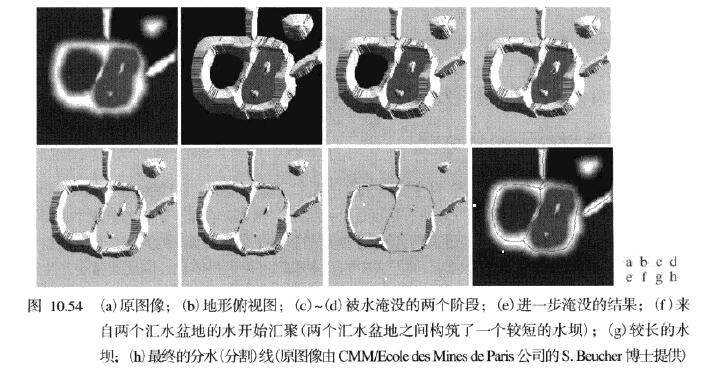 a b c d
e f g h
图 10.54 (a)原图像；(b)地形俯视图；(c)~(d)被水淹没的两个阶段；(e)进一步淹没的结果；(f)来
自两个汇水盆地的水开始汇聚(两个汇水盆地之间构筑了一个较短的水坝)；(g)较长的水
坝；(h)最终的分水(分割)线(原图像由 CMM/Ecole des Mines de Paris 公司的 S. Beucher 博士提供)